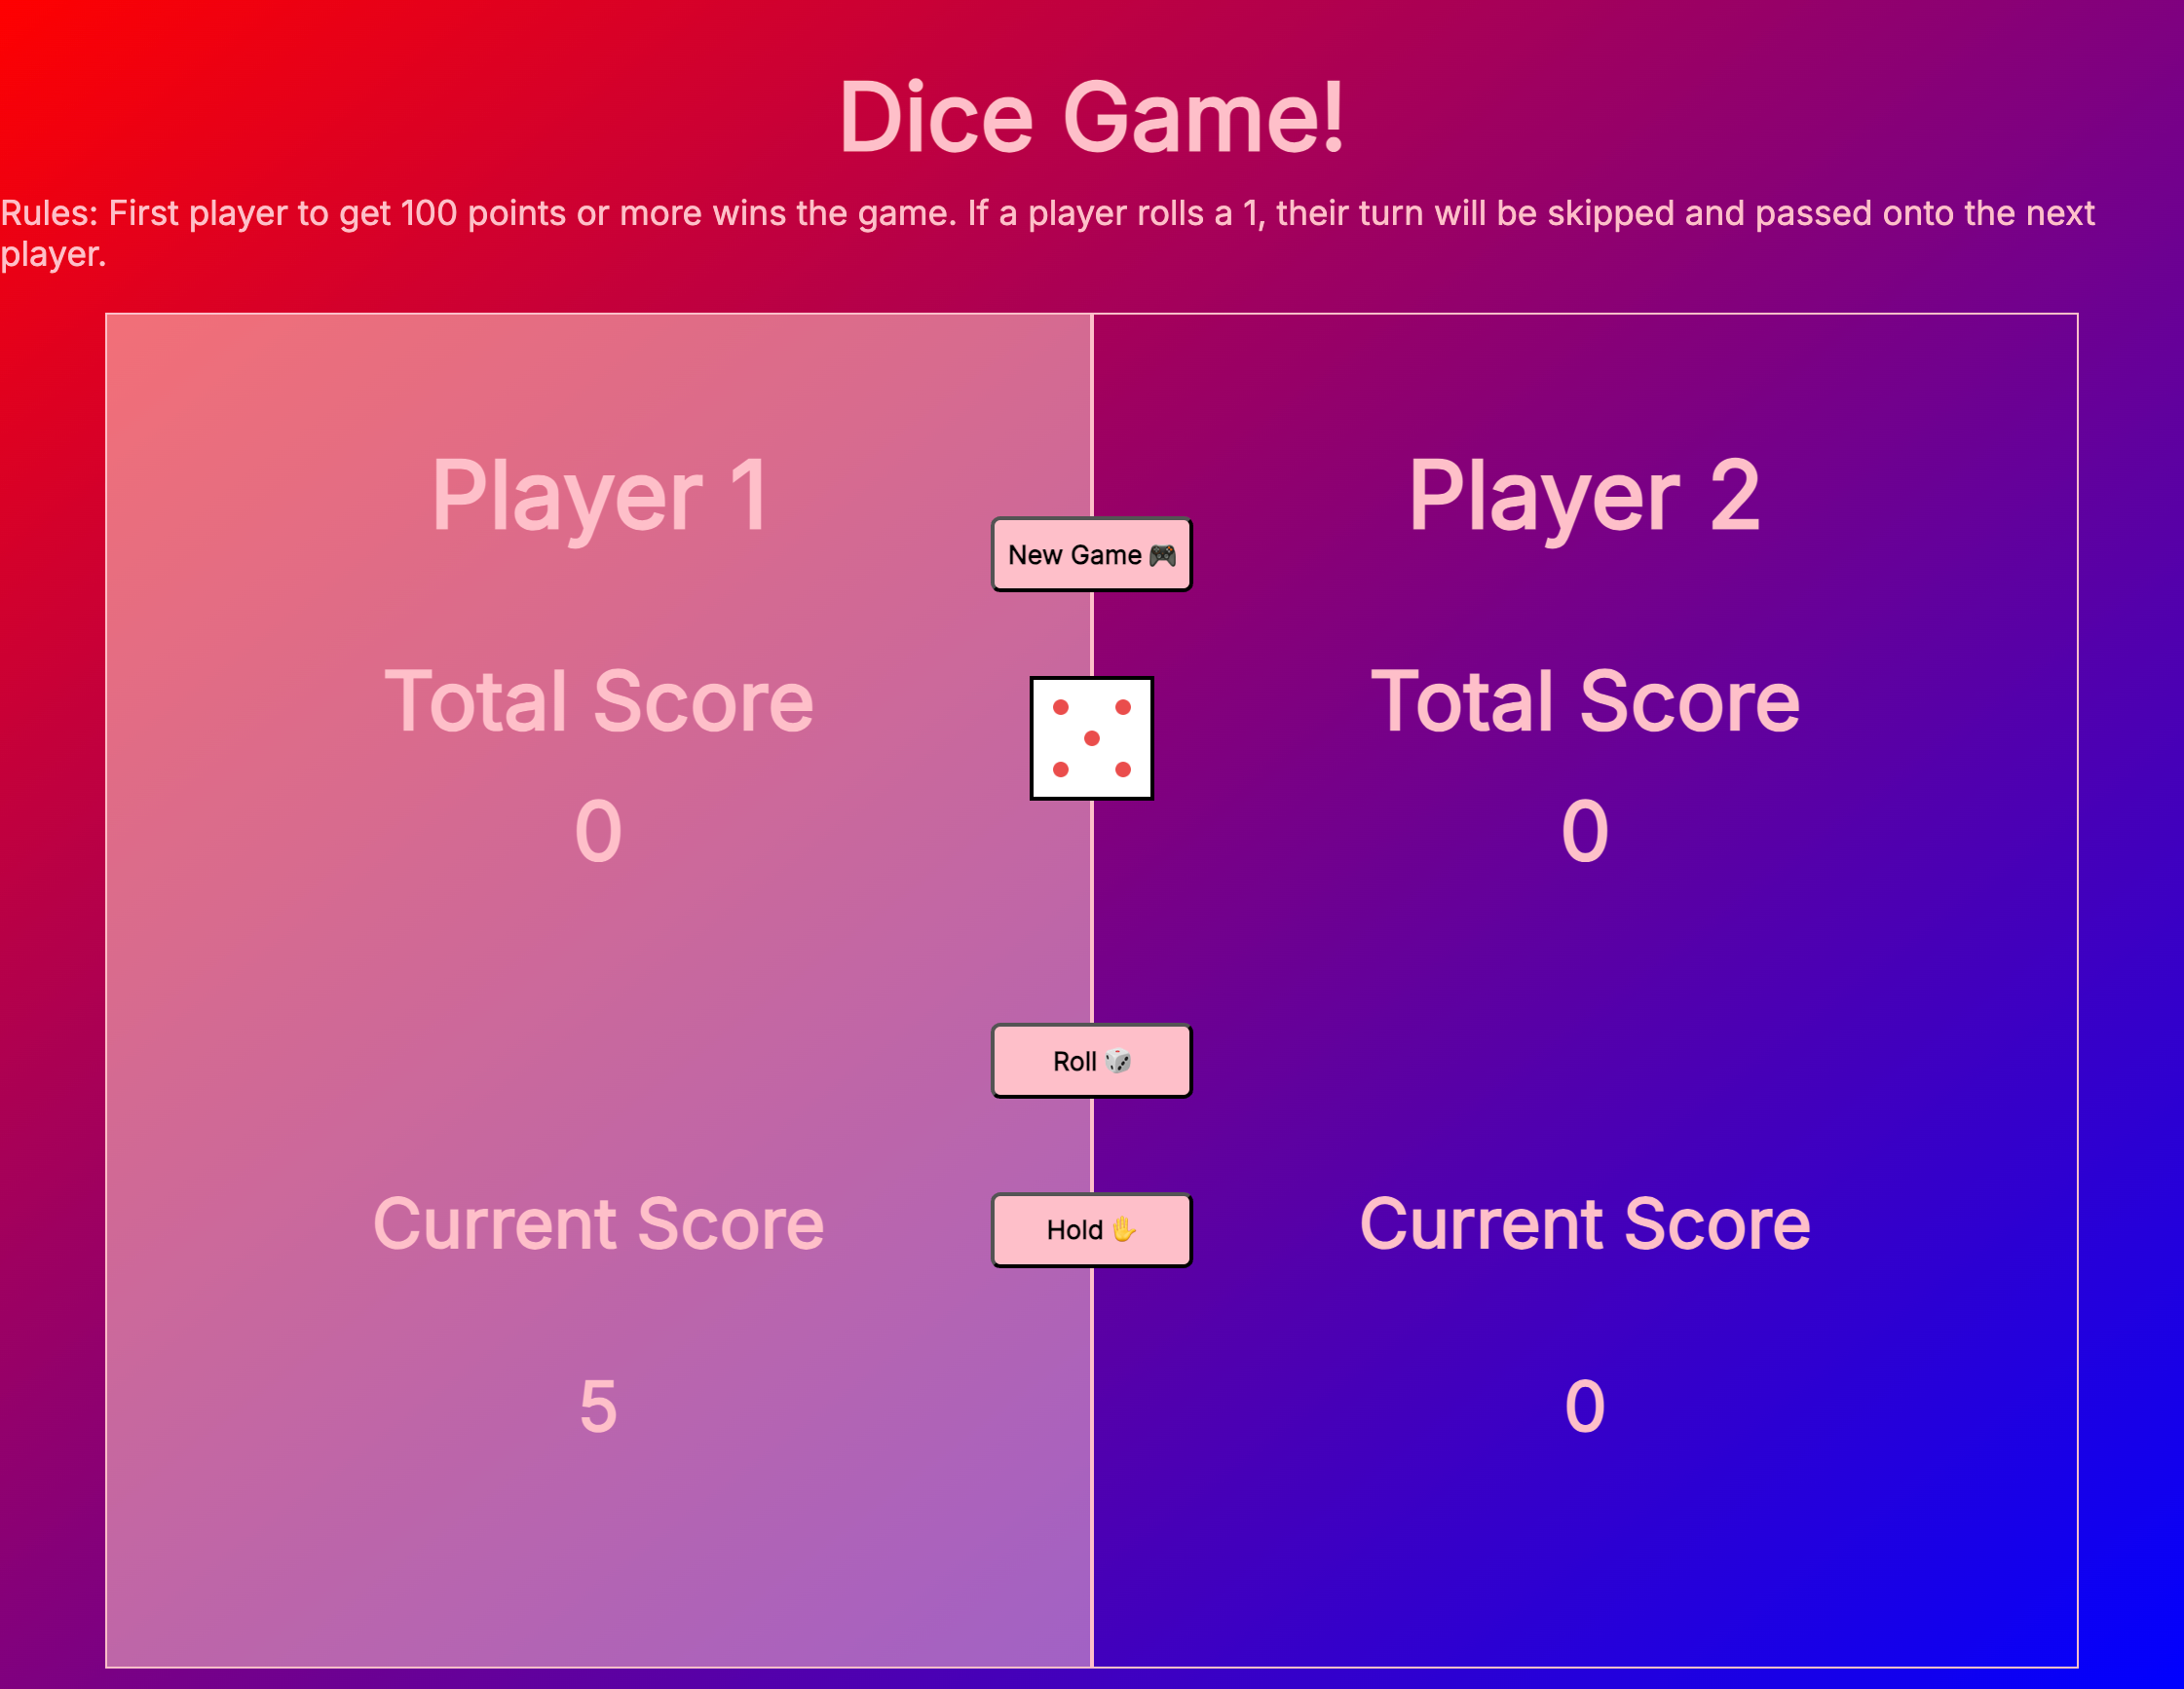 Dice Game!
Rules: First player to get 100 points or more wins the game. If a player rolls a 1, their turn will be skipped and passed onto the next
player.
Player 1
Total Score
0
Current Score
5
New Game 🎮
Roll 🎲
Hold ✋
Player 2
Total Score
0
Current Score
0